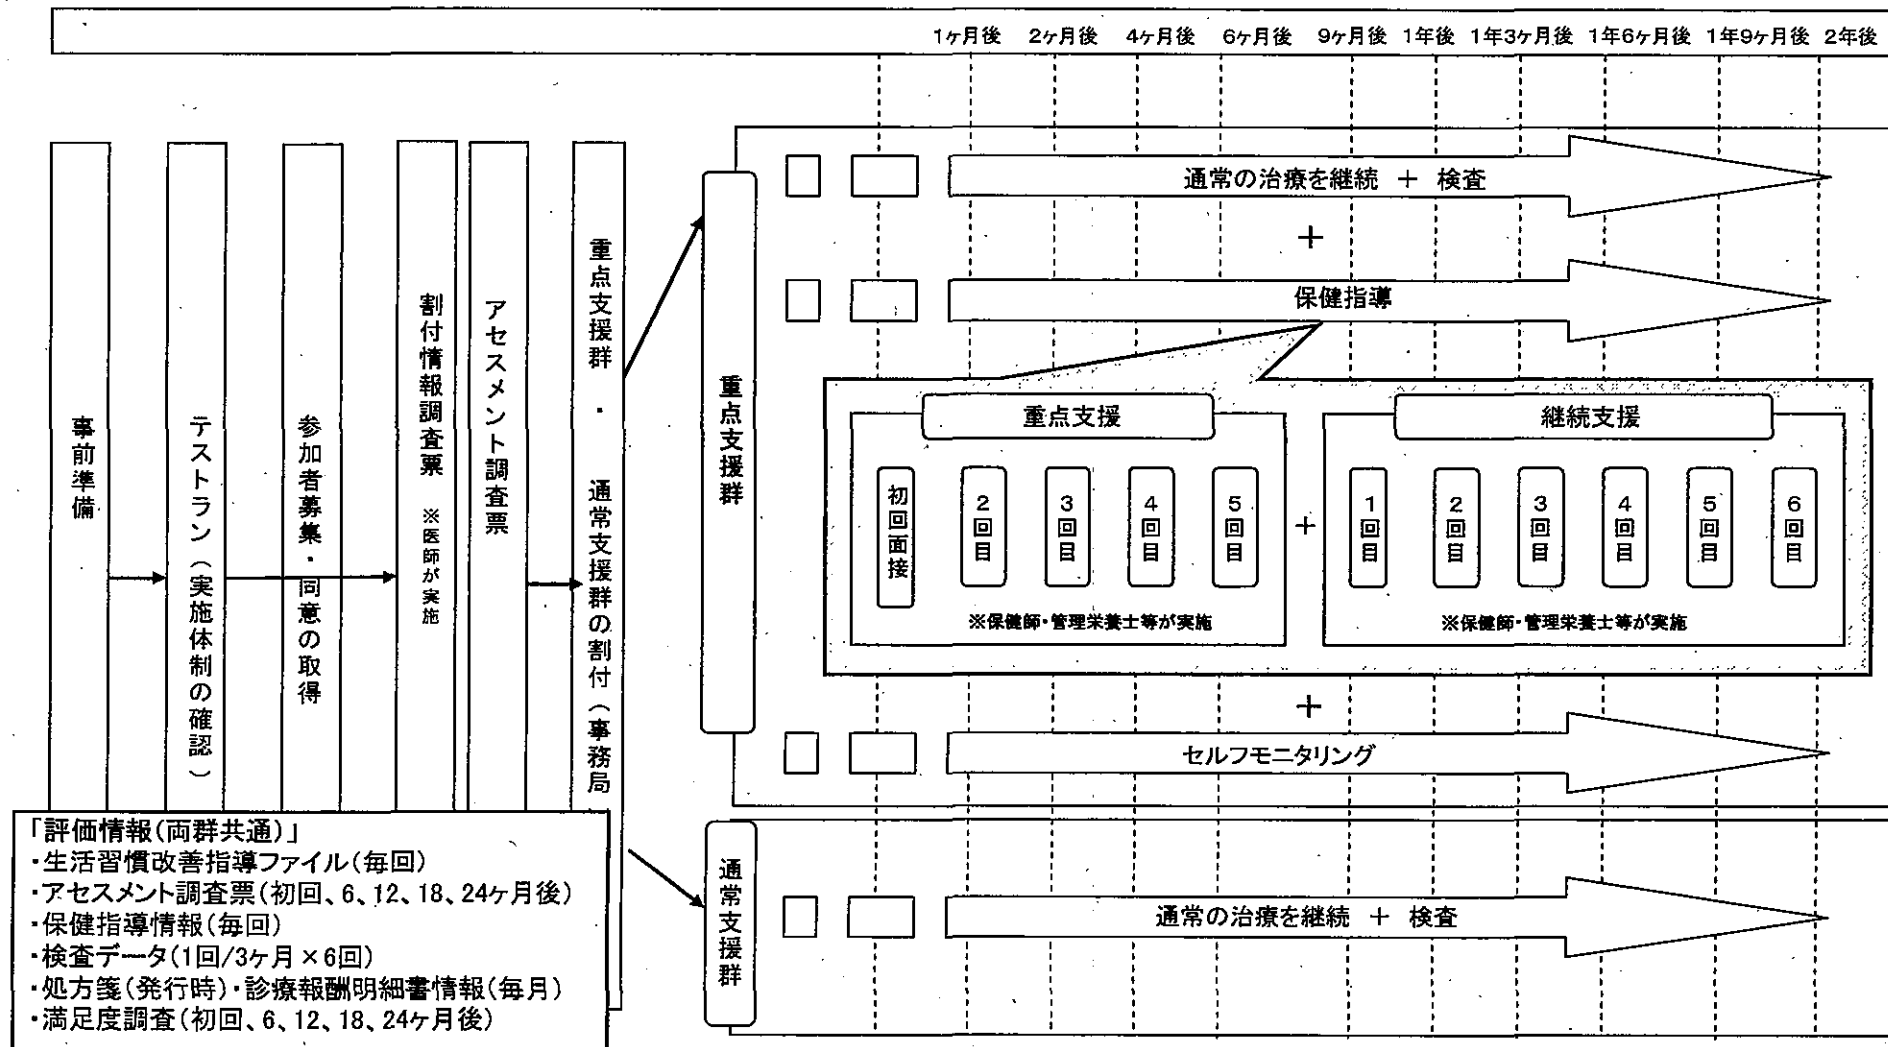 1ヶ月後 2ヶ月後 4ヶ月後 6ヶ月後 9ヶ月後 1年後 1年3ヶ月後 1年6ヶ月後 1年9ヶ月後 2年後
事前準備
テストラン（実施体制の確認）
参加者募集・同意の取得
割付情報調査票 ※医師が実施
アセスメント調査票
重点支援群 ・ 通常支援群の割付（事務局）
重点支援群
通常の治療を継続 ＋ 検査
＋
保健指導
重点支援
初回面接
2回目
3回目
4回目
5回目
※保健師・管理栄養士等が実施
＋
継続支援
1回目
2回目
3回目
4回目
5回目
6回目
※保健師・管理栄養士等が実施
＋
セルフモニタリング
通常支援群
通常の治療を継続 ＋ 検査
「評価情報(両群共通)」
・生活習慣改善指導ファイル(毎回)
・アセスメント調査票(初回、6、12、18、24ヶ月後)
・保健指導情報(毎回)
・検査データ(1回/3ヶ月×6回)
・処方箋(発行時)・診療報酬明細書情報(毎月)
・満足度調査(初回、6、12、18、24ヶ月後)